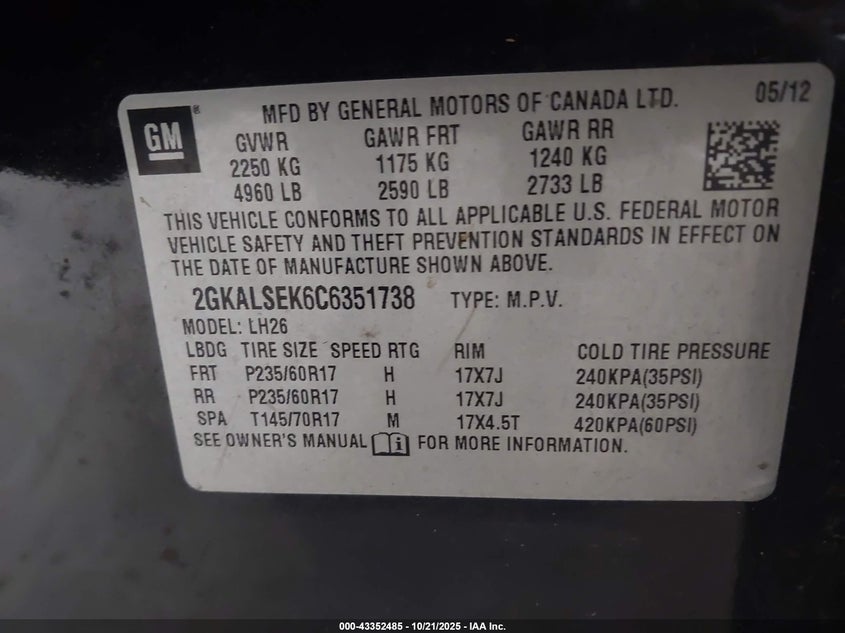 GM ®
MFD BY GENERAL MOTORS OF CANADA LTD. 05/12
GVWR GAWR FRT GAWR RR
2250 KG 1175 KG 1240 KG
4960 LB 2590 LB 2733 LB
THIS VEHICLE CONFORMS TO ALL APPLICABLE U.S. FEDERAL MOTOR
VEHICLE SAFETY AND THEFT PREVENTION STANDARDS IN EFFECT ON
THE DATE OF MANUFACTURE SHOWN ABOVE.
2GKALSEK6C6351738 TYPE: M.P.V.
MODEL: LH26
LBDG TIRE SIZE SPEED RTG RIM COLD TIRE PRESSURE
FRT P235/60R17 H 17X7J 240KPA(35PSI)
RR P235/60R17 H 17X7J 240KPA(35PSI)
SPA T145/70R17 M 17X4.5T 420KPA(60PSI)
SEE OWNER'S MANUAL i FOR MORE INFORMATION.
000-43352485 - 10/21/2025 - IAA Inc.